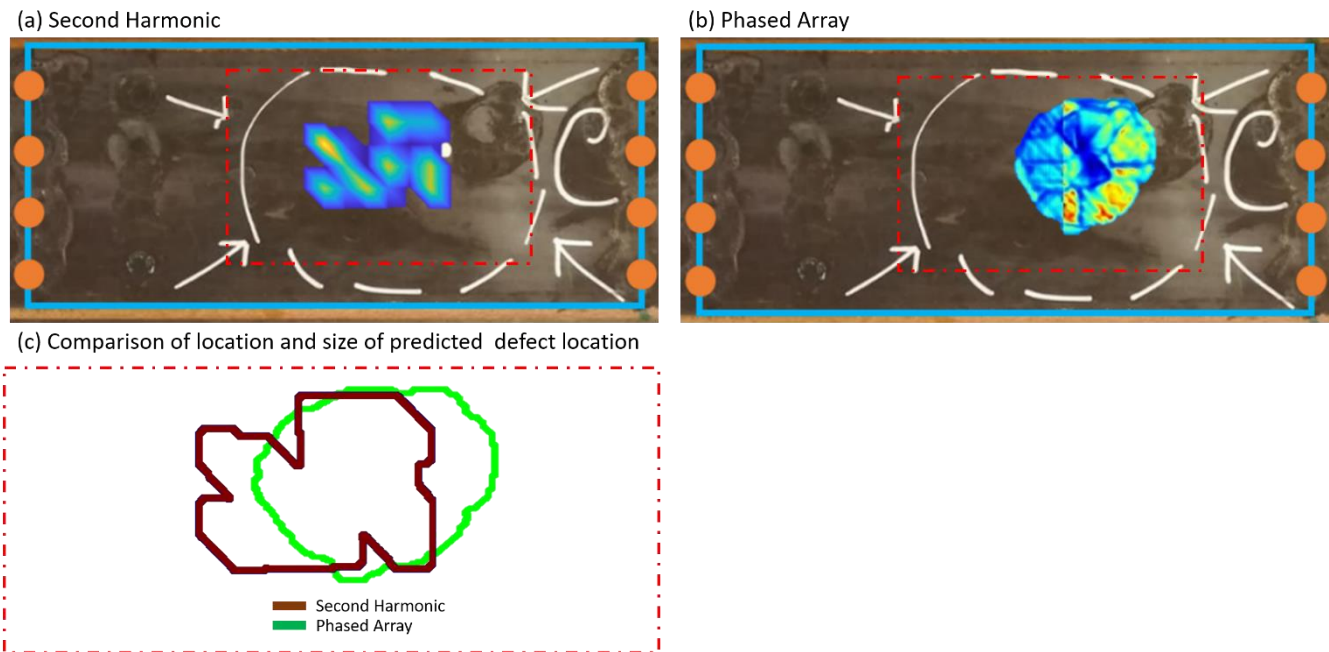 (a) Second Harmonic
(b) Phased Array
(c) Comparison of location and size of predicted defect location
Second Harmonic
Phased Array